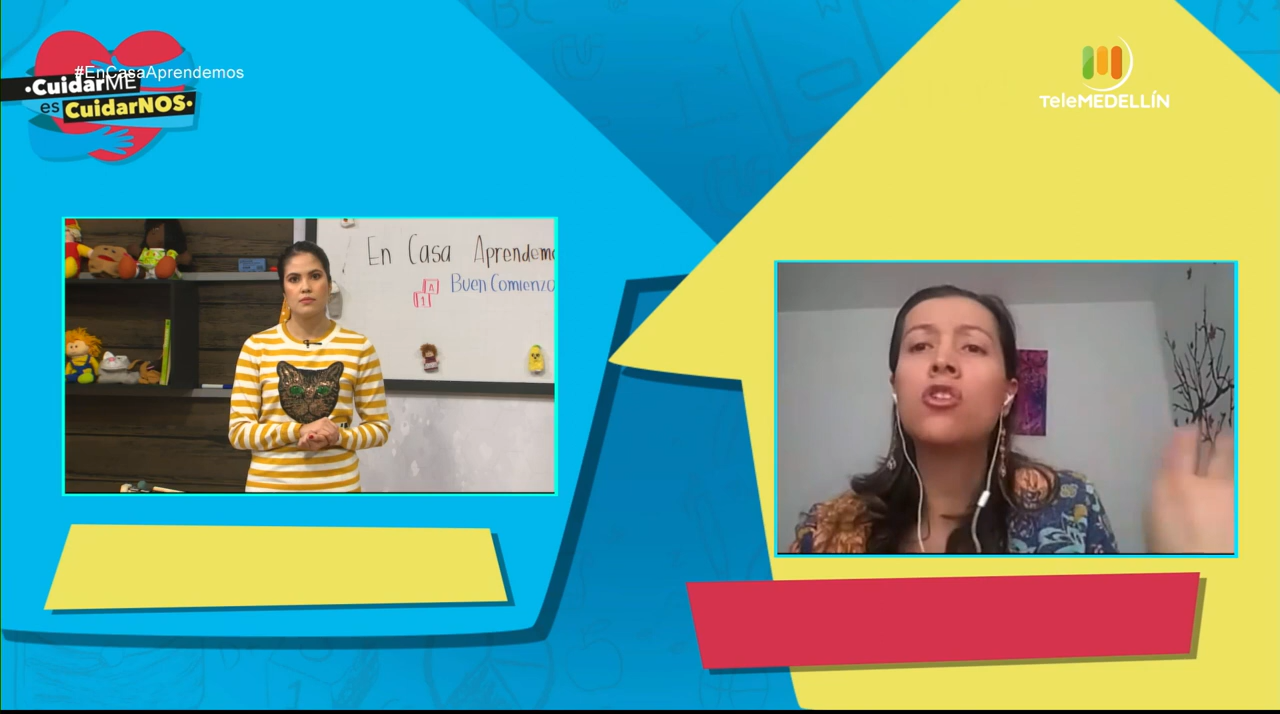 #EnCasaAprendemos
•CuidarME
es CuidarNOS•
TeleMEDELLÍN
En Casa Aprendemo
Buen Comienzo